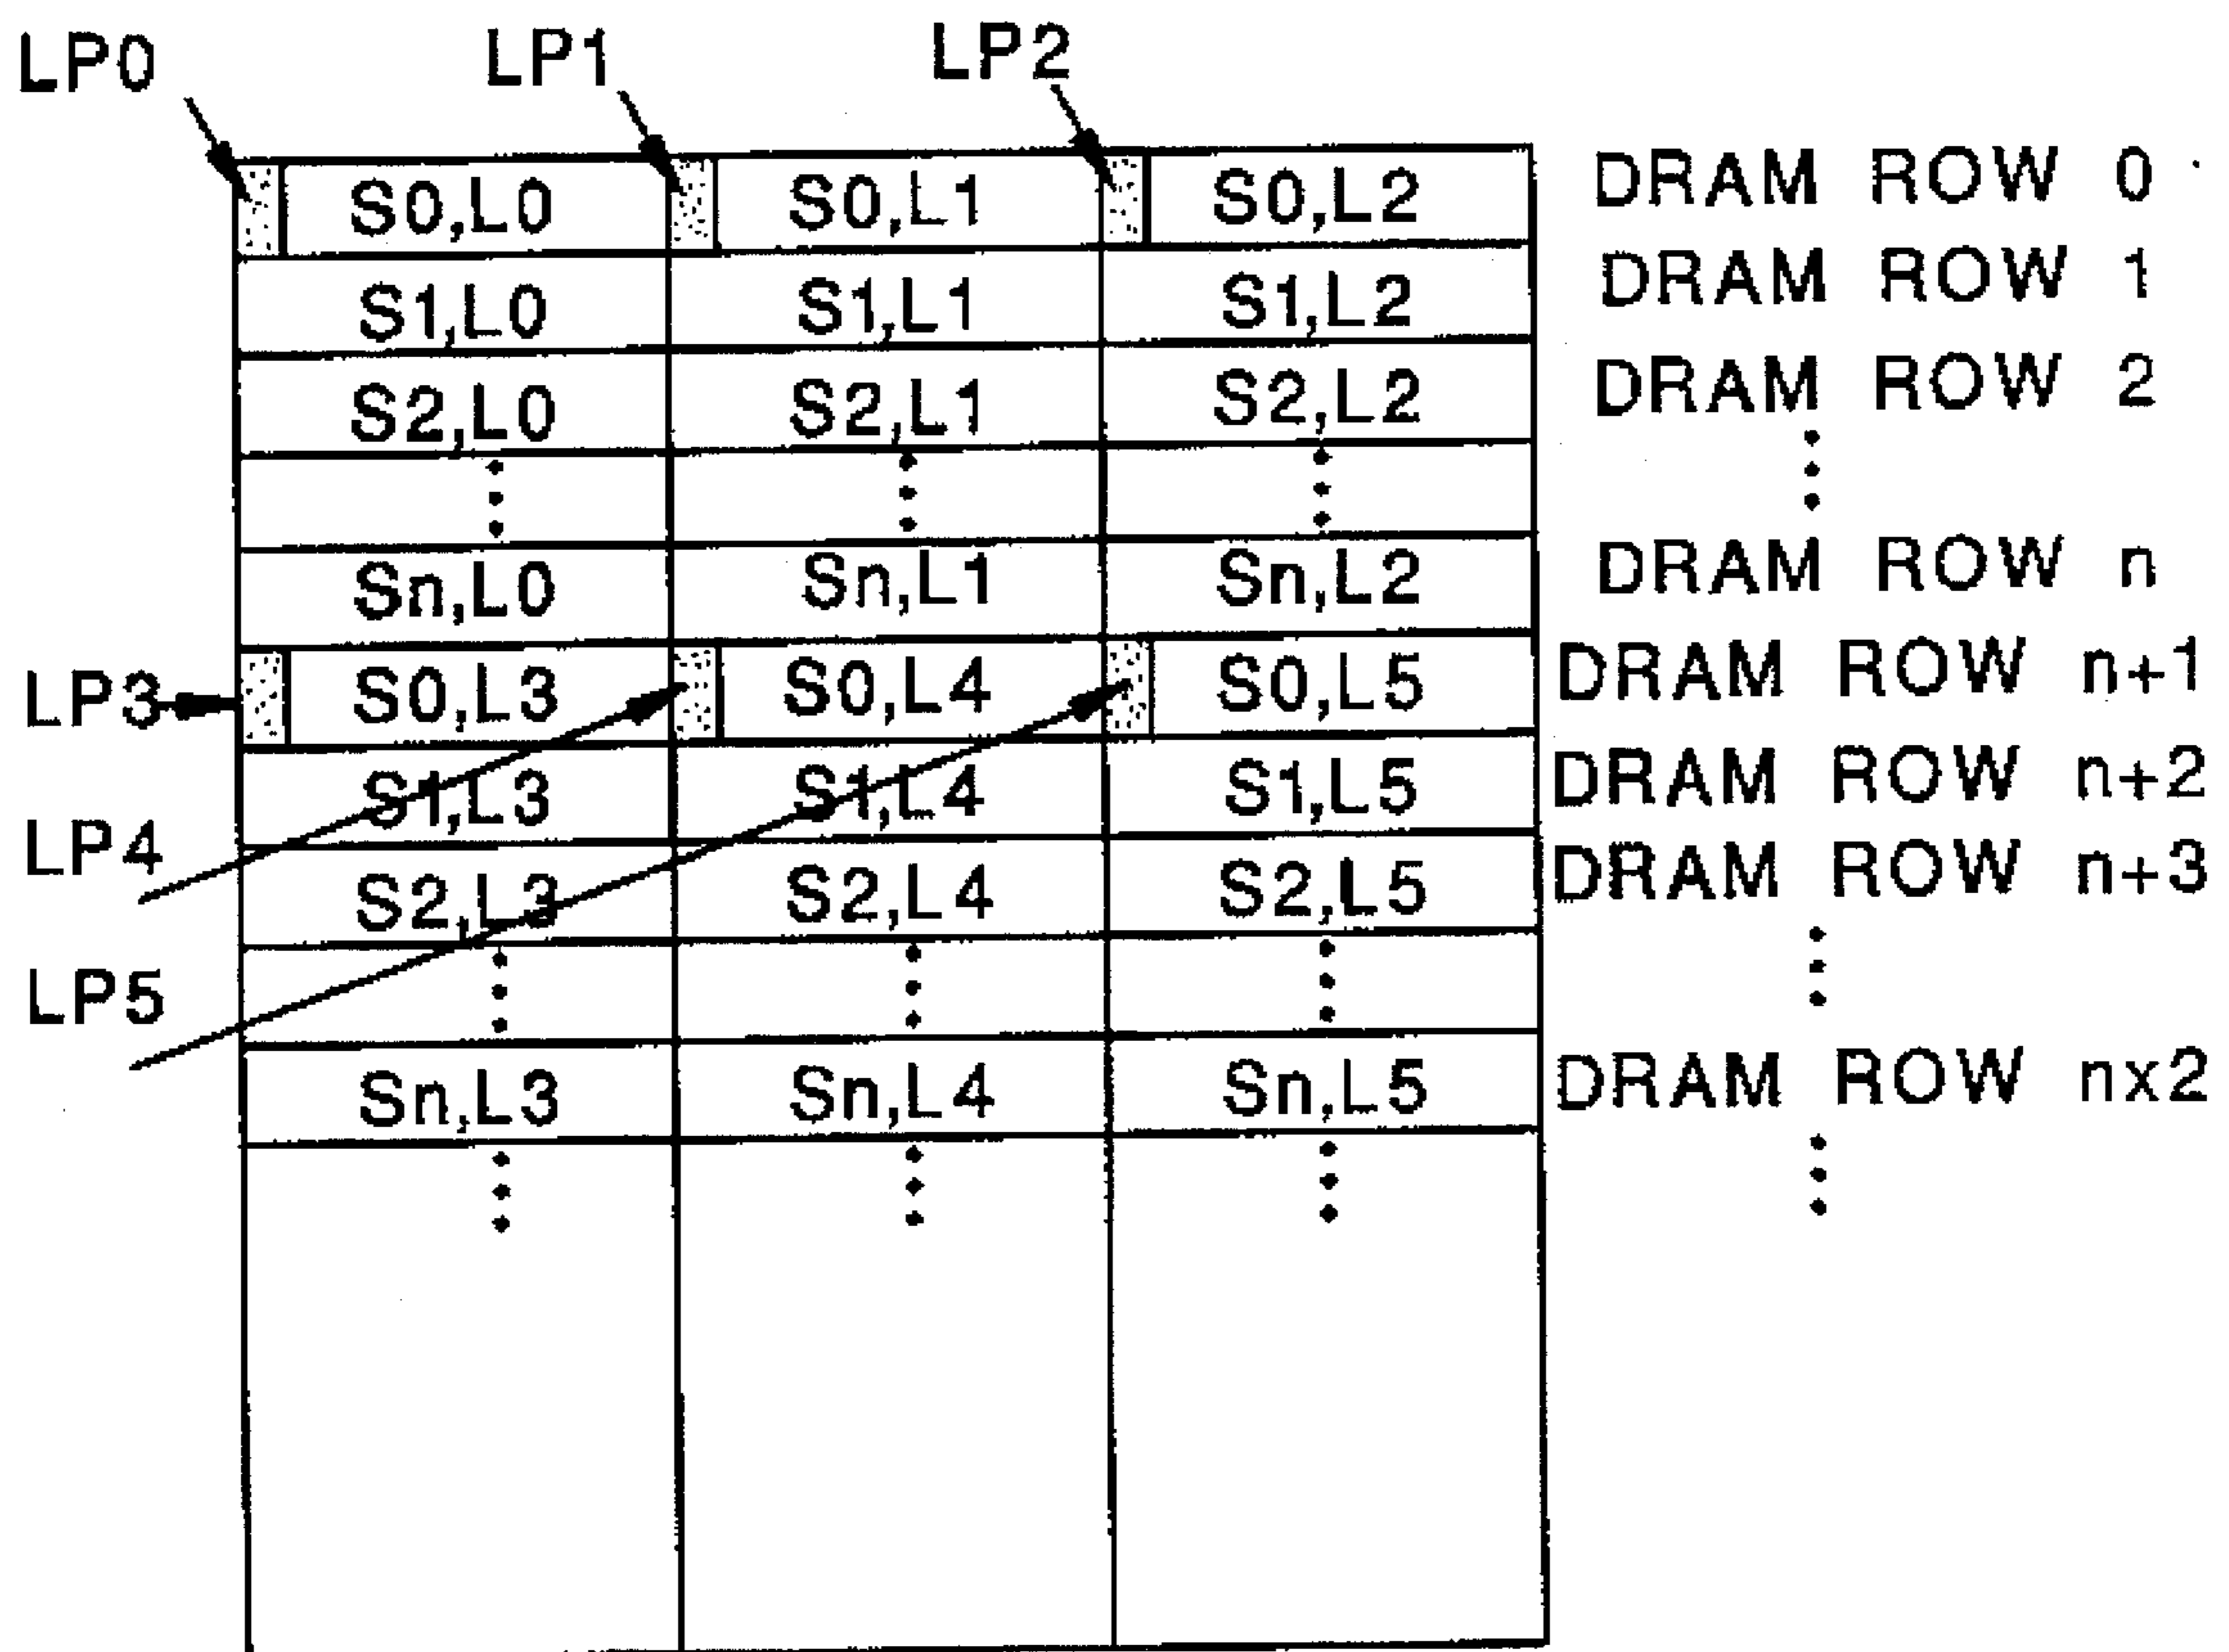 LP0 LP1 LP2
S0,L0 S0,L1 S0,L2 DRAM ROW 0
S1,L0 S1,L1 S1,L2 DRAM ROW 1
S2,L0 S2,L1 S2,L2 DRAM ROW 2
Sn,L0 Sn,L1 Sn,L2 DRAM ROW n
LP3 S0,L3 S0,L4 S0,L5 DRAM ROW n+1
S1,L3 S1,L4 S1,L5 DRAM ROW n+2
LP4 S2,L3 S2,L4 S2,L5 DRAM ROW n+3
LP5
Sn,L3 Sn,L4 Sn,L5 DRAM ROW nx2